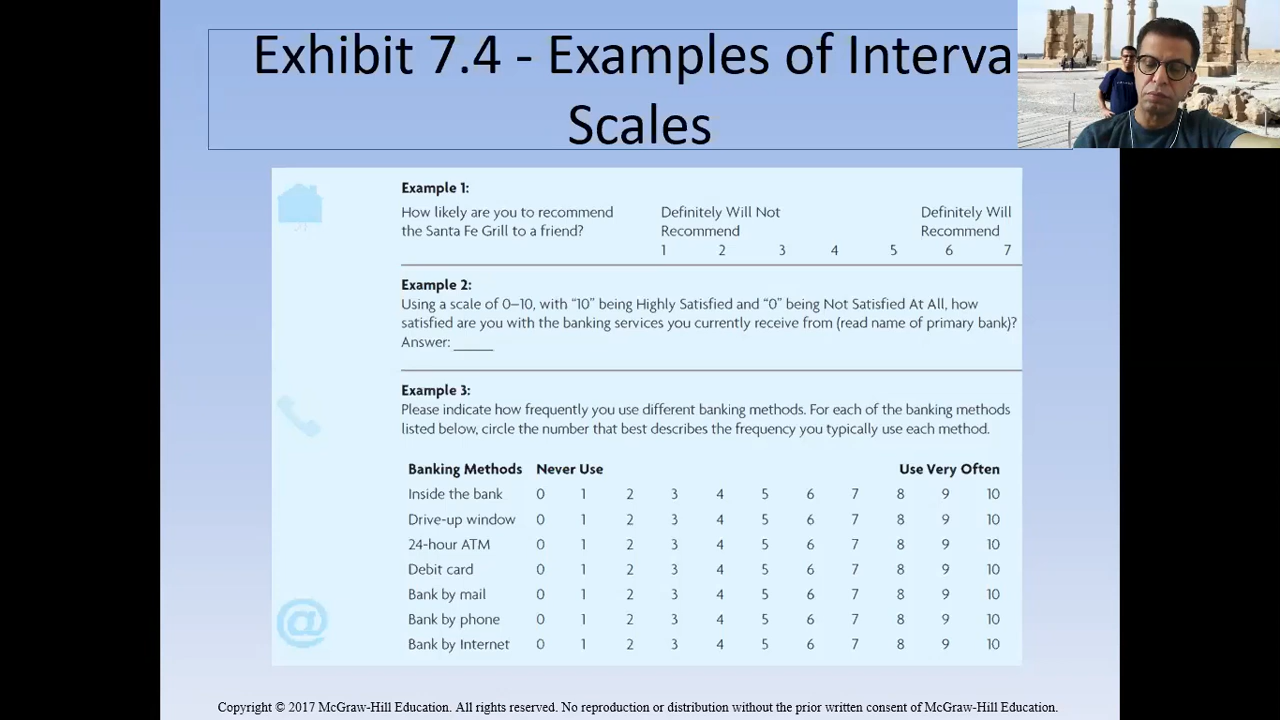 Exhibit 7.4 - Examples of Interva
Scales
Example 1:
How likely are you to recommend
the Santa Fe Grill to a friend?
Definitely Will Not
Recommend
Definitely Will
Recommend
1 2 3 4 5 6 7
Example 2:
Using a scale of 0–10, with “10” being Highly Satisfied and “0” being Not Satisfied At All, how
satisfied are you with the banking services you currently receive from (read name of primary bank)?
Answer: _____
Example 3:
Please indicate how frequently you use different banking methods. For each of the banking methods
listed below, circle the number that best describes the frequency you typically use each method.
Banking Methods Never Use Use Very Often
Inside the bank 0 1 2 3 4 5 6 7 8 9 10
Drive-up window 0 1 2 3 4 5 6 7 8 9 10
24-hour ATM 0 1 2 3 4 5 6 7 8 9 10
Debit card 0 1 2 3 4 5 6 7 8 9 10
Bank by mail 0 1 2 3 4 5 6 7 8 9 10
Bank by phone 0 1 2 3 4 5 6 7 8 9 10
Bank by Internet 0 1 2 3 4 5 6 7 8 9 10
@
Copyright © 2017 McGraw-Hill Education. All rights reserved. No reproduction or distribution without the prior written consent of McGraw-Hill Education.